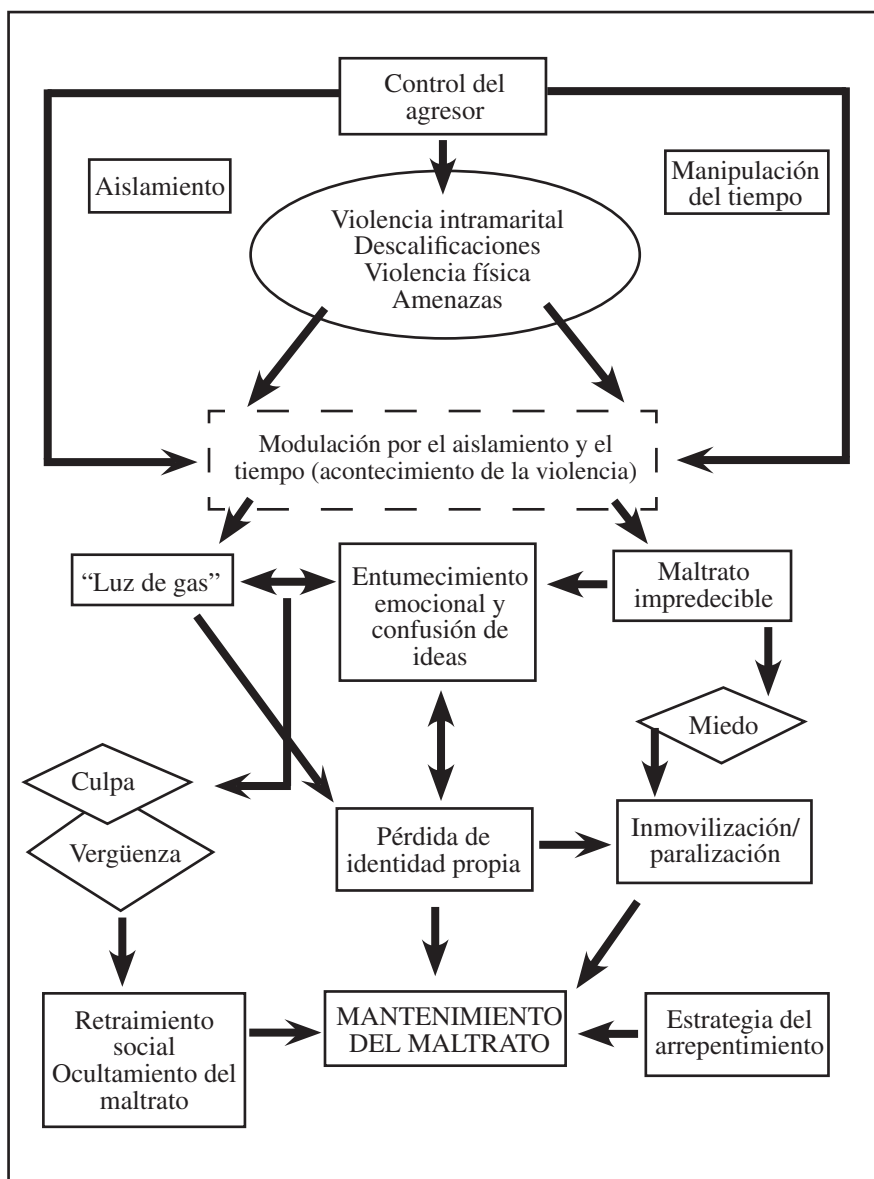 Control del
agresor
Aislamiento
Manipulación
del tiempo
Violencia intramarital
Descalificaciones
Violencia física
Amenazas
Modulación por el aislamiento y el
tiempo (acontecimiento de la violencia)
“Luz de gas”
Entumecimiento
emocional y
confusión de
ideas
Maltrato
impredecible
Miedo
Culpa
Vergüenza
Pérdida de
identidad propia
Inmovilización/
paralización
Retraimiento
social
Ocultamiento del
maltrato
MANTENIMIENTO
DEL MALTRATO
Estrategia del
arrepentimiento